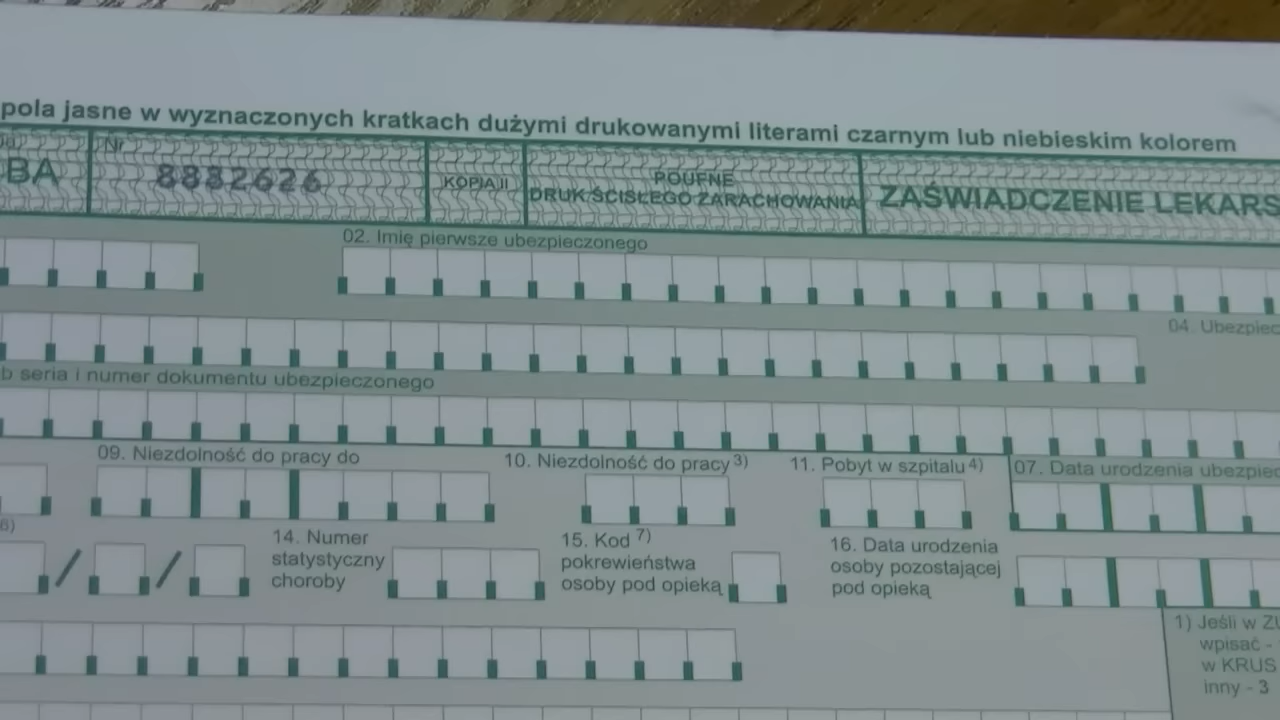 pola jasne w wyznaczonych kratkach dużymi drukowanymi literami czarnym lub niebieskim kolorem
BA Nr 8882626 KOPIA II POUFNE ZAŚWIADCZENIE LEKARS
DRUK ŚCISŁEGO ZARACHOWANIA
02. Imię pierwsze ubezpieczonego
04. Ubezpiec
b seria i numer dokumentu ubezpieczonego
09. Niezdolność do pracy do 10. Niezdolność do pracy 3) 11. Pobyt w szpitalu 4) 07. Data urodzenia ubezpiec
6) 14. Numer 15. Kod 7) 16. Data urodzenia
statystyczny pokrewieństwa osoby pozostającej
choroby osoby pod opieką pod opieką
1) Jeśli w ZU
wpisać -
w KRUS
inny - 3